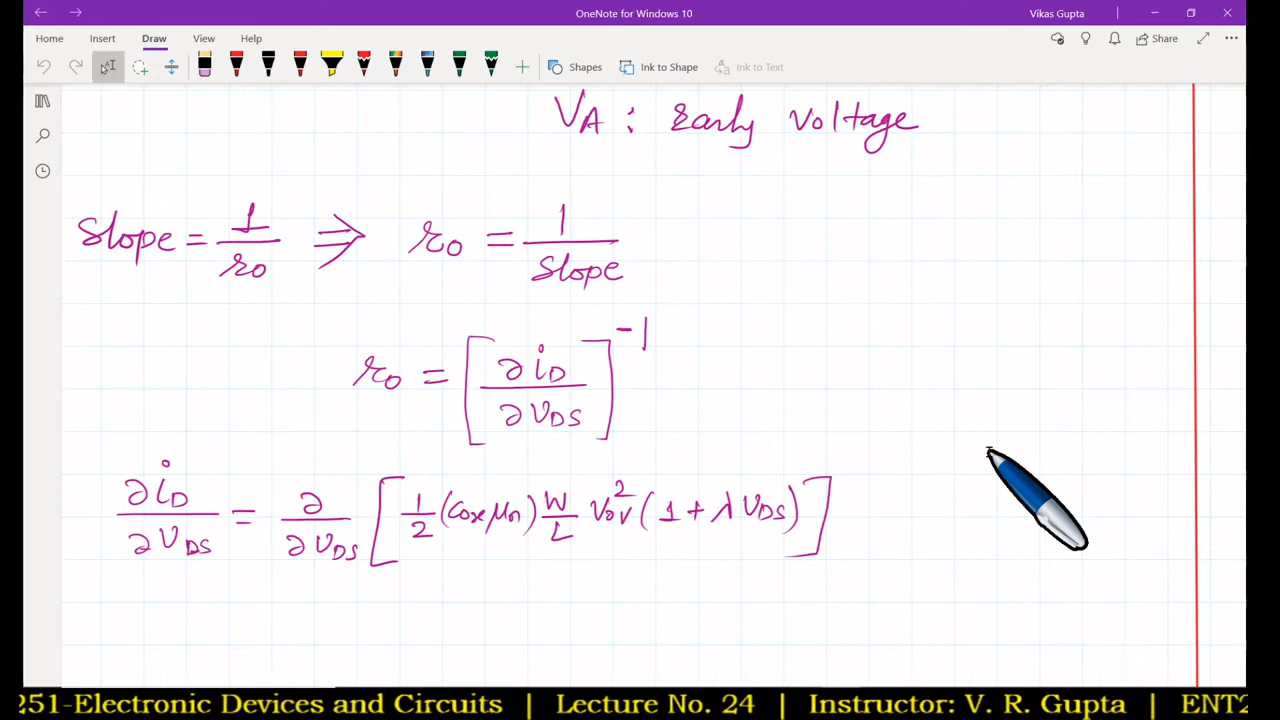 OneNote for Windows 10
Vikas Gupta
Home Insert Draw View Help
Share
Shapes Ink to Shape Ink to Text
VA : Early Voltage
Slope = 1/ro ⇒ ro = 1/Slope
ro = [∂iD/∂VDS]^-1
∂iD/∂VDS = ∂/∂VDS [1/2 (Cox μn) W/L Vov^2 (1 + λ VDS)]
251-Electronic Devices and Circuits | Lecture No. 24 | Instructor: V. R. Gupta | ENT2